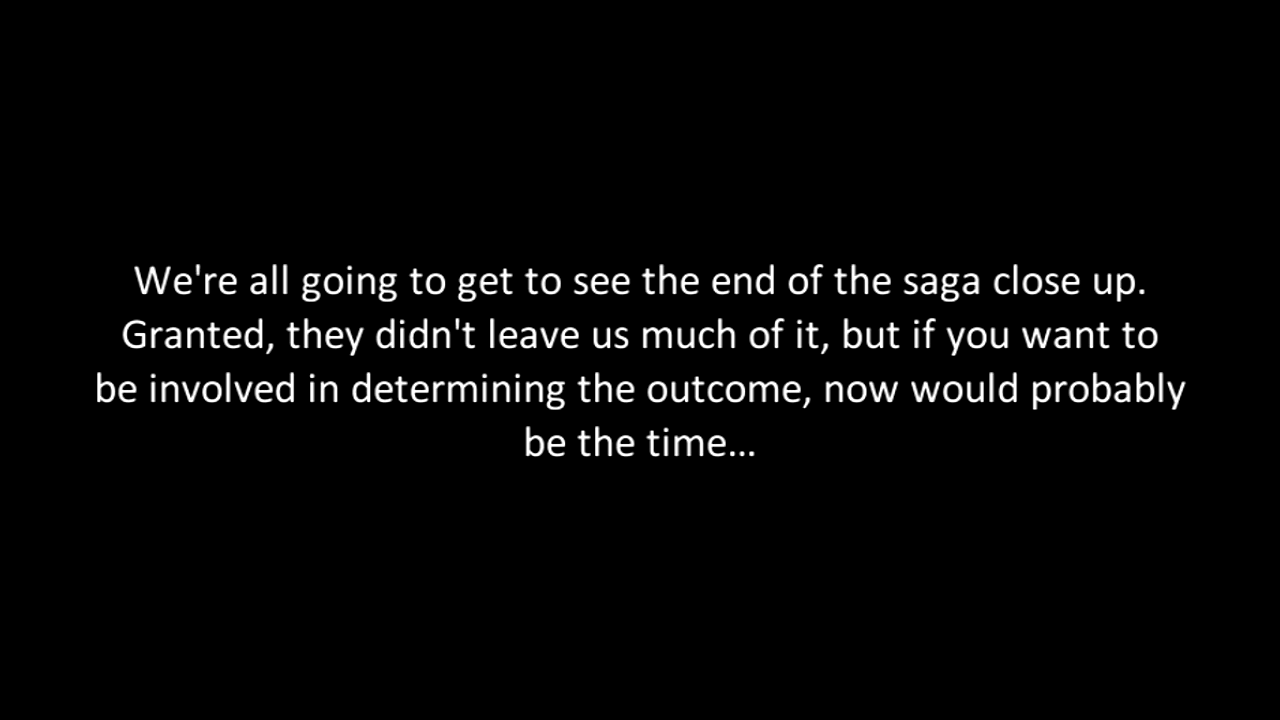 We're all going to get to see the end of the saga close up.
Granted, they didn't leave us much of it, but if you want to
be involved in determining the outcome, now would probably
be the time…